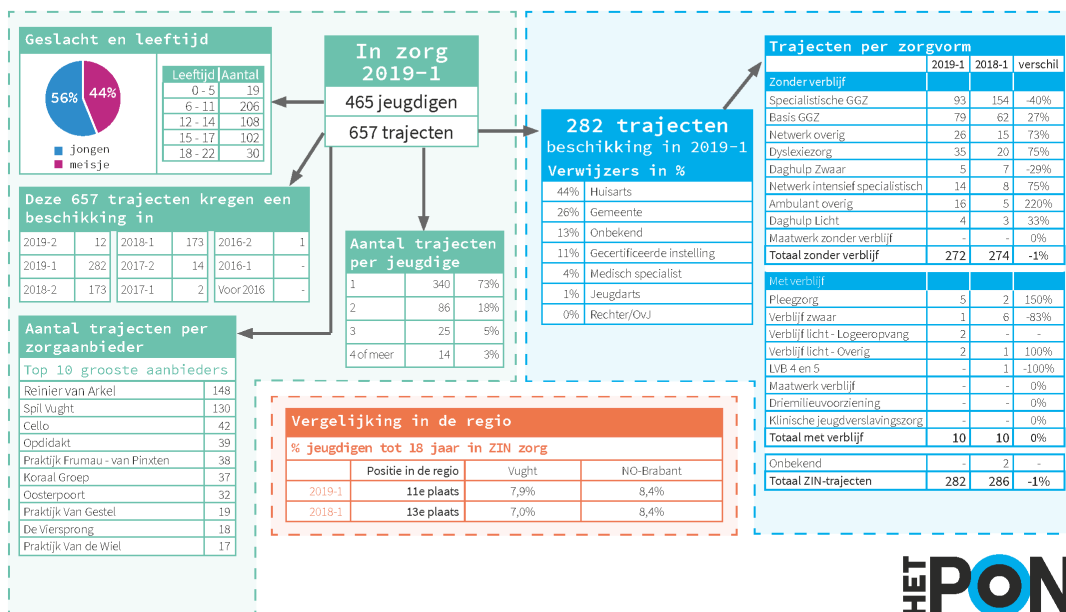 Geslacht en leeftijd
56%
44%
jongen
meisje
Leeftijd Aantal
0 - 5 19
6 - 11 206
12 - 14 108
15 - 17 102
18 - 22 30
In zorg
2019-1
465 jeugdigen
657 trajecten
Deze 657 trajecten kregen een
beschikking in
2019-2 12 2018-1 173 2016-2 1
2019-1 282 2017-2 14 2016-1 -
2018-2 173 2017-1 2 Voor 2016 -
Aantal trajecten
per jeugdige
1 340 73%
2 86 18%
3 25 5%
4 of meer 14 3%
Aantal trajecten per
zorgaanbieder
Top 10 grooste aanbieders
Reinier van Arkel 148
Spil Vught 130
Cello 42
Opdidakt 39
Praktijk Frumau - van Pinxten 38
Koraal Groep 37
Oosterpoort 32
Praktijk Van Gestel 19
De Viersprong 18
Praktijk Van de Wiel 17
282 trajecten
beschikking in 2019-1
Verwijzers in %
44% Huisarts
26% Gemeente
13% Onbekend
11% Gecertificeerde instelling
4% Medisch specialist
1% Jeugdarts
0% Rechter/OvJ
Vergelijking in de regio
% jeugdigen tot 18 jaar in ZIN zorg
Positie in de regio Vught NO-Brabant
2019-1 11e plaats 7,9% 8,4%
2018-1 13e plaats 7,0% 8,4%
Trajecten per zorgvorm
2019-1 2018-1 verschil
Zonder verblijf
Specialistische GGZ 93 154 -40%
Basis GGZ 79 62 27%
Netwerk overig 26 15 73%
Dyslexiezorg 35 20 75%
Daghulp Zwaar 5 7 -29%
Netwerk intensief specialistisch 14 8 75%
Ambulant overig 16 5 220%
Daghulp Licht 4 3 33%
Maatwerk zonder verblijf - - 0%
Totaal zonder verblijf 272 274 -1%
Met verblijf
Pleegzorg 5 2 150%
Verblijf zwaar 1 6 -83%
Verblijf licht - Logeeropvang 2 - -
Verblijf licht - Overig 2 1 100%
LVB 4 en 5 - 1 -100%
Maatwerk verblijf - - 0%
Driemilieuvoorziening - - 0%
Klinische jeugdverslavingszorg - - 0%
Totaal met verblijf 10 10 0%
Onbekend - 2 -
Totaal ZIN-trajecten 282 286 -1%
HET PON